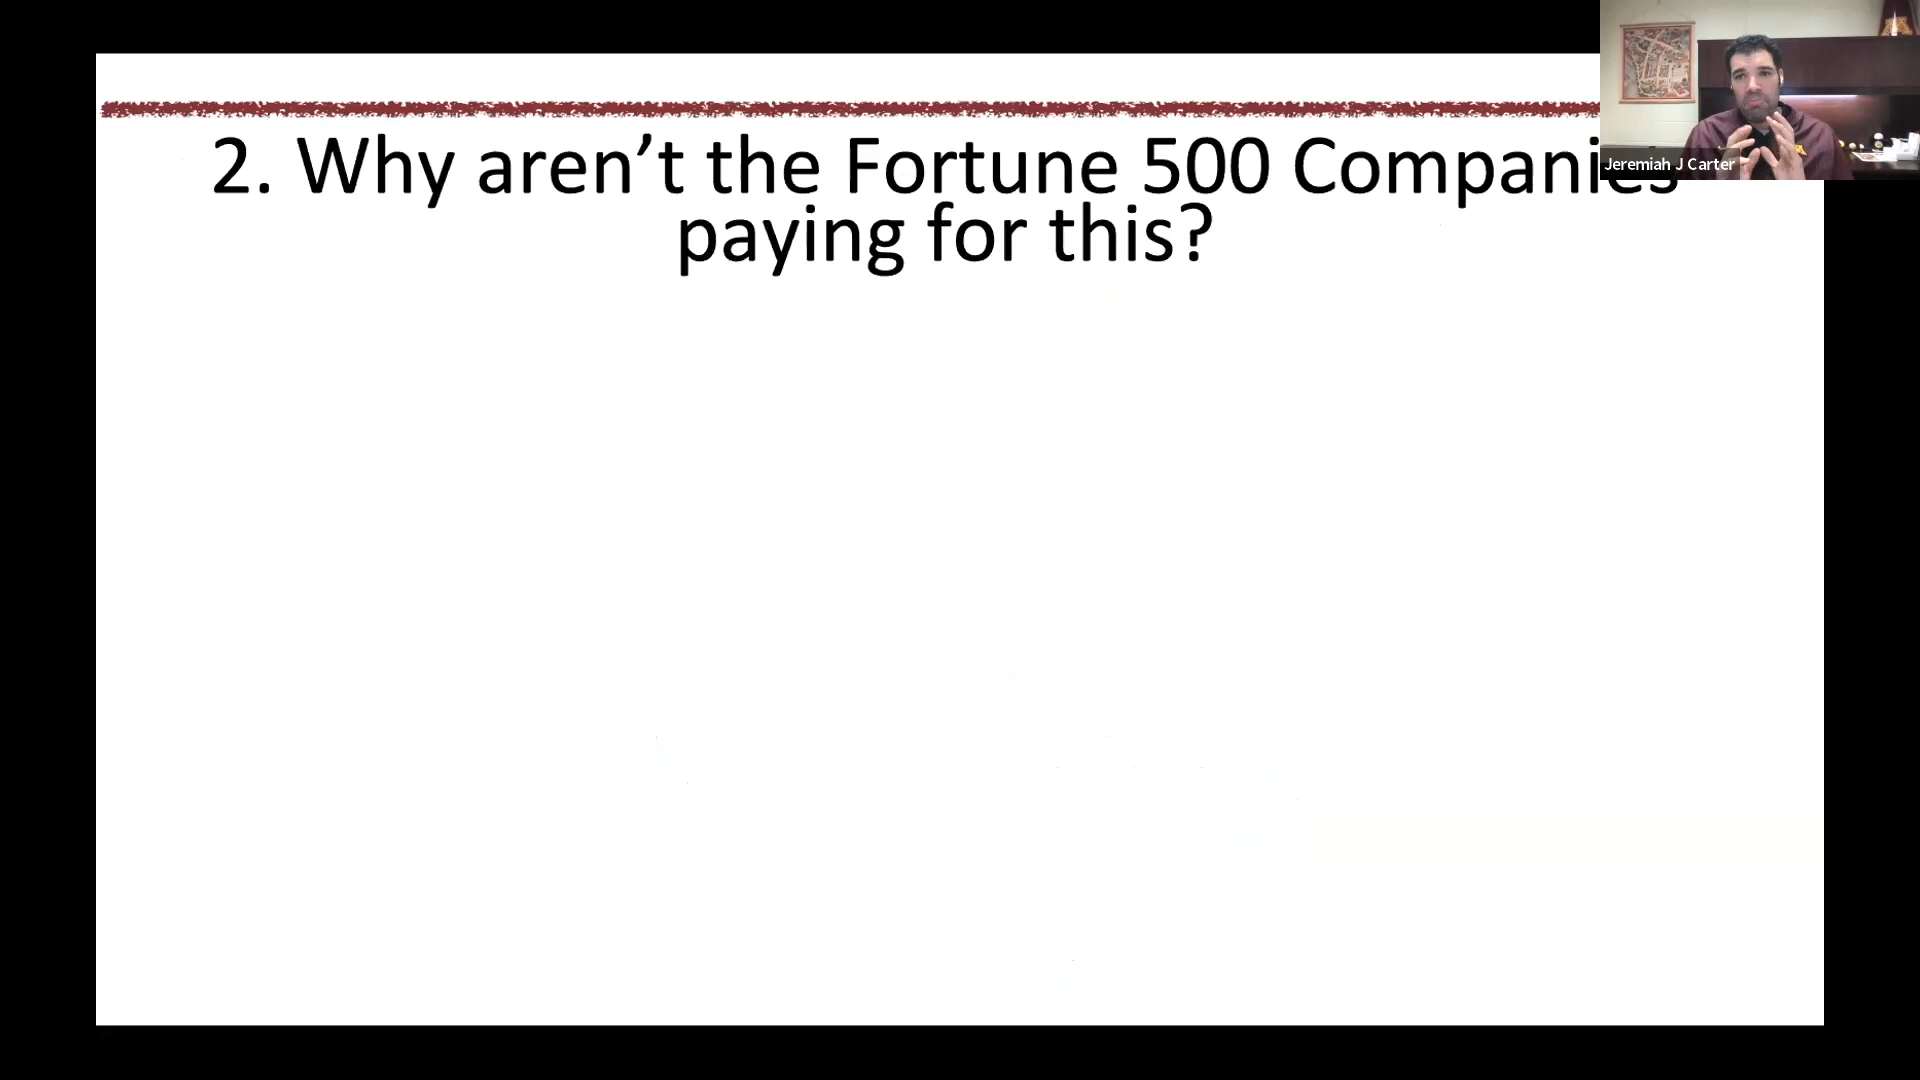 2. Why aren’t the Fortune 500 Companies
paying for this?
Jeremiah J Carter